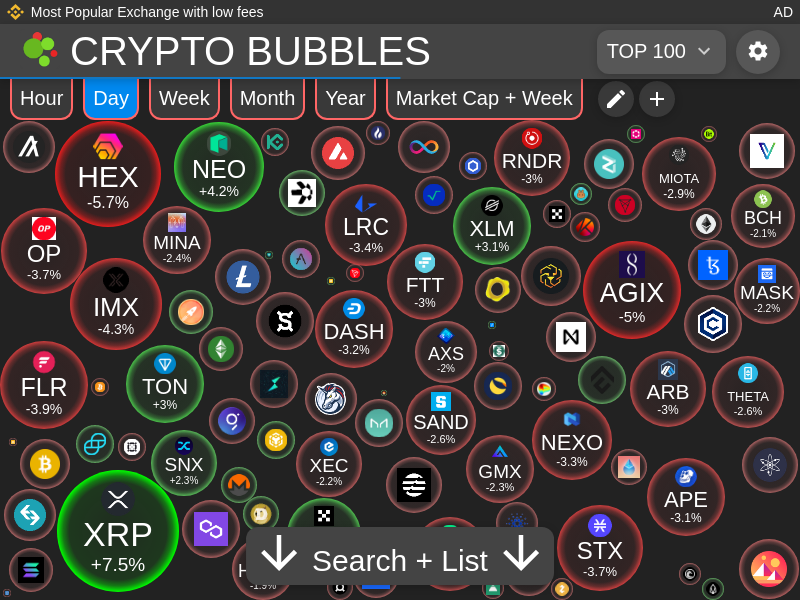 Most Popular Exchange with low fees
AD
CRYPTO BUBBLES
TOP 100
Hour
Day
Week
Month
Year
Market Cap + Week
HEX
-5.7%
NEO
+4.2%
RNDR
-3%
MIOTA
-2.9%
BCH
-2.1%
OP
OP
-3.7%
MINA
-2.4%
LRC
-3.4%
XLM
+3.1%
IMX
-4.3%
FTT
-3%
AGIX
-5%
MASK
-2.2%
DASH
-3.2%
AXS
-2%
FLR
-3.9%
TON
+3%
SAND
-2.6%
ARB
-3%
THETA
-2.6%
SNX
+2.3%
XEC
-2.2%
GMX
-2.3%
NEXO
-3.3%
APE
-3.1%
XRP
+7.5%
STX
-3.7%
Search + List
-1.9%